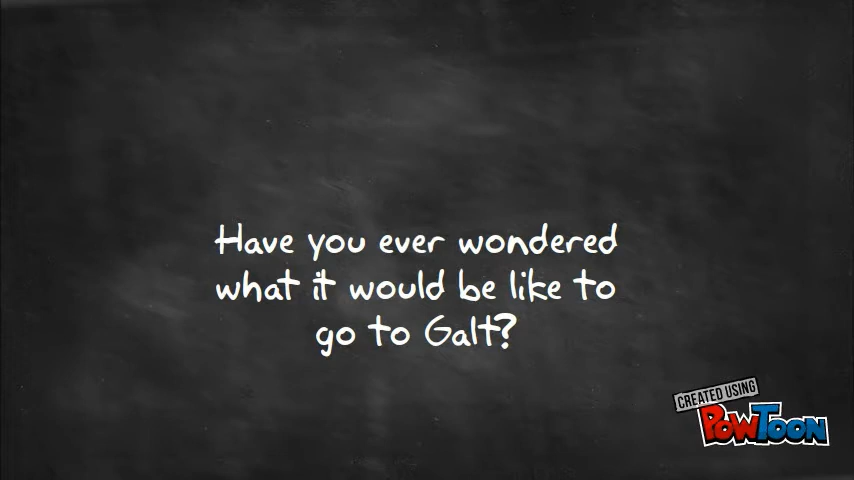 Have you ever wondered
what it would be like to
go to Galt?
CREATED USING
POWTOON